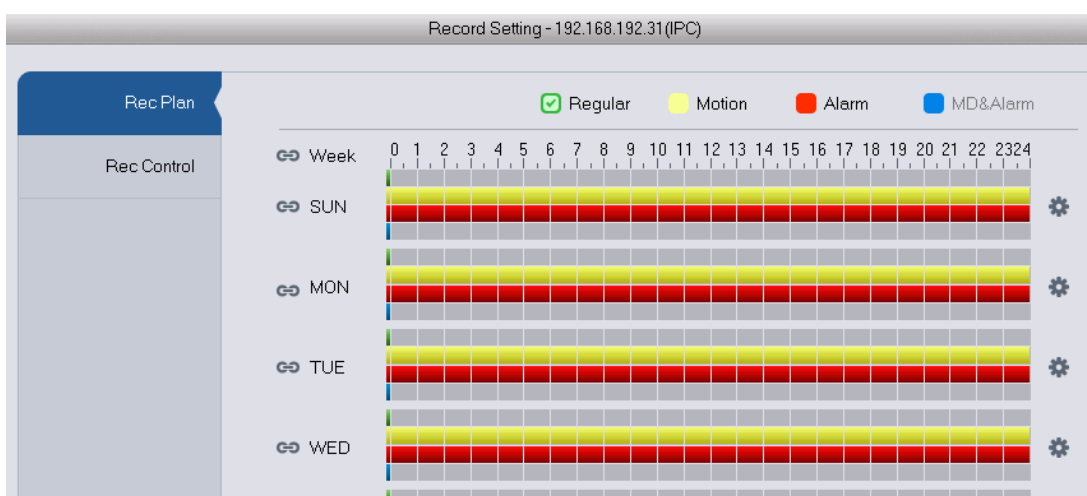 Record Setting - 192.168.192.31(IPC)
Rec Plan
Regular Motion Alarm MD&Alarm
Rec Control
Week 0 1 2 3 4 5 6 7 8 9 10 11 12 13 14 15 16 17 18 19 20 21 22 2324
SUN
MON
TUE
WED